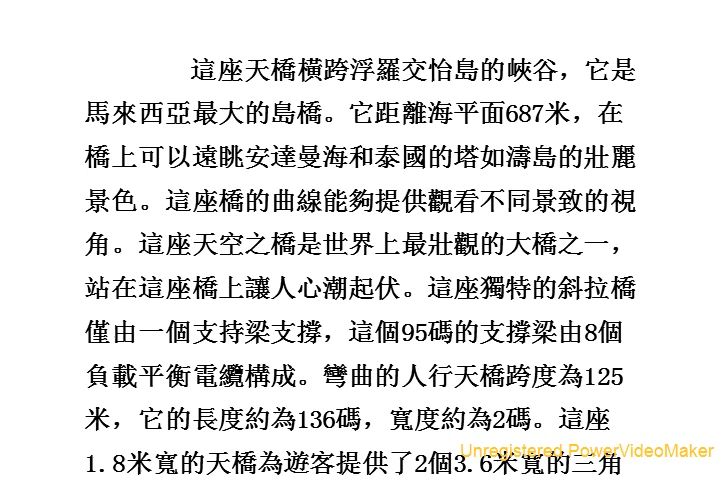 這座天橋橫跨浮羅交怡島的峽谷，它是
馬來西亞最大的島橋。它距離海平面687米，在
橋上可以遠眺安達曼海和泰國的塔如濤島的壯麗
景色。這座橋的曲線能夠提供觀看不同景致的視
角。這座天空之橋是世界上最壯觀的大橋之一，
站在這座橋上讓人心潮起伏。這座獨特的斜拉橋
僅由一個支持梁支撐，這個95碼的支撐梁由8個
負載平衡電纜構成。彎曲的人行天橋跨度為125
米，它的長度約為136碼，寬度約為2碼。這座
1.8米寬的天橋為遊客提供了2個3.6米寬的三角
Unregistered PowerVideoMaker